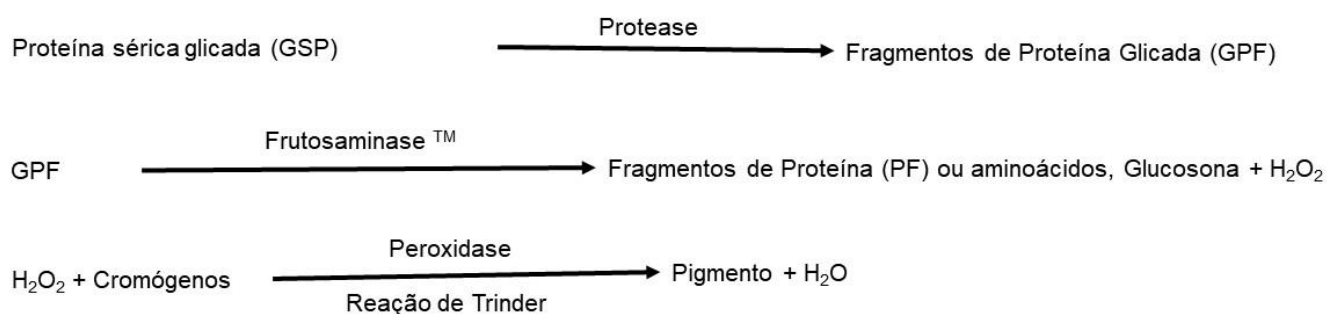 Protease
Proteína sérica glicada (GSP) Fragmentos de Proteína Glicada (GPF)
Frutosaminase ™
GPF Fragmentos de Proteína (PF) ou aminoácidos, Glucosona + H₂O₂
Peroxidase
H₂O₂ + Cromógenos Pigmento + H₂O
Reação de Trinder